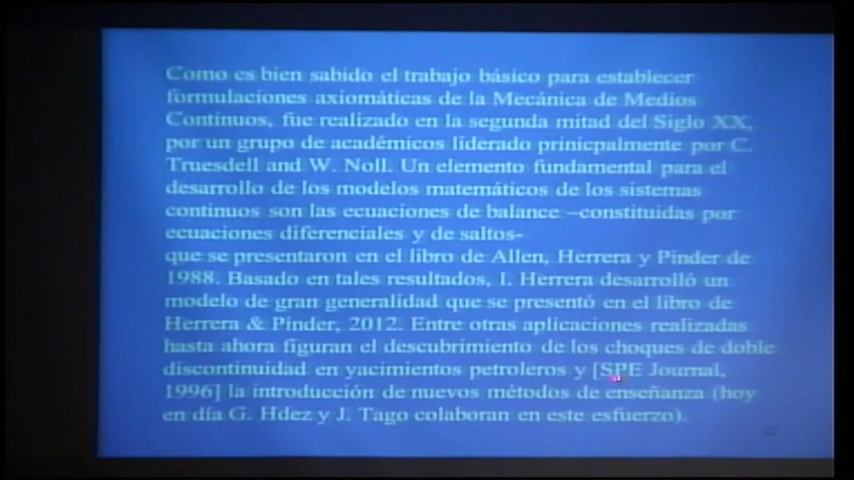 Como es bien sabido el trabajo básico para establecer
formulaciones axiomáticas de la Mecánica de Medios
Continuos, fue realizado en la segunda mitad del Siglo XX,
por un grupo de académicos liderado prinicpalmente por C.
Truesdell and W. Noll. Un elemento fundamental para el
desarrollo de los modelos matemáticos de los sistemas
continuos son las ecuaciones de balance –constituidas por
ecuaciones diferenciales y de saltos-
que se presentaron en el libro de Allen, Herrera y Pinder de
1988. Basado en tales resultados, I. Herrera desarrolló un
modelo de gran generalidad que se presentó en el libro de
Herrera & Pinder, 2012. Entre otras aplicaciones realizadas
hasta ahora figuran el descubrimiento de los choques de doble
discontinuidad en yacimientos petroleros y [SPE Journal,
1996] la introducción de nuevos métodos de enseñanza (hoy
en día G. Hdez y J. Tago colaboran en este esfuerzo).